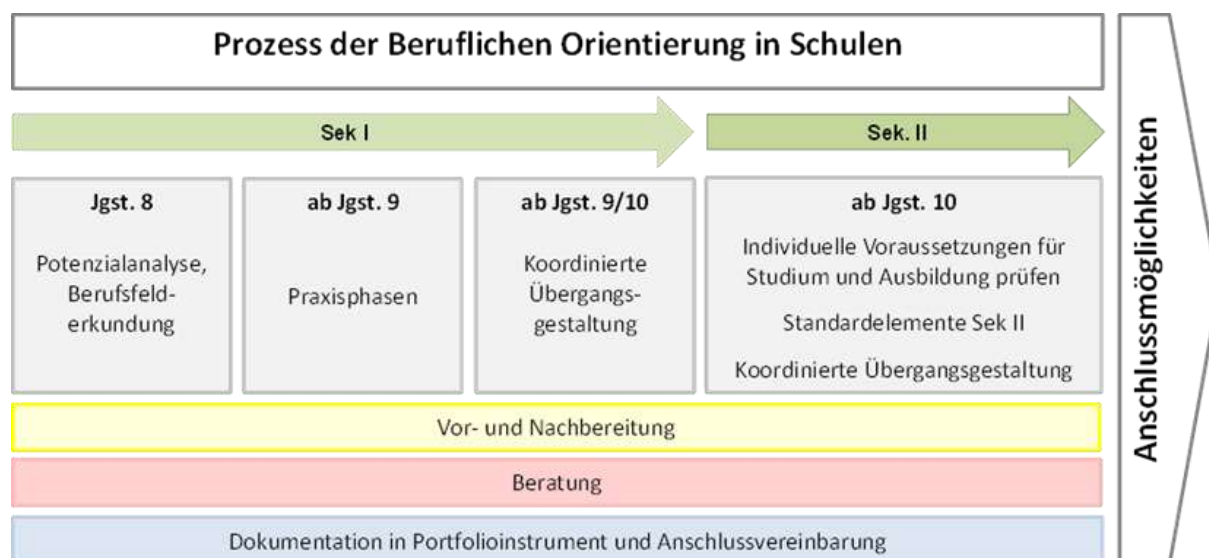 Prozess der Beruflichen Orientierung in Schulen
Sek I
Sek. II
Jgst. 8
Potenzialanalyse,
Berufsfeld-
erkundung
ab Jgst. 9
Praxisphasen
ab Jgst. 9/10
Koordinierte
Übergangs-
gestaltung
ab Jgst. 10
Individuelle Voraussetzungen für
Studium und Ausbildung prüfen
Standardelemente Sek II
Koordinierte Übergangsgestaltung
Vor- und Nachbereitung
Beratung
Dokumentation in Portfolioinstrument und Anschlussvereinbarung
Anschlussmöglichkeiten